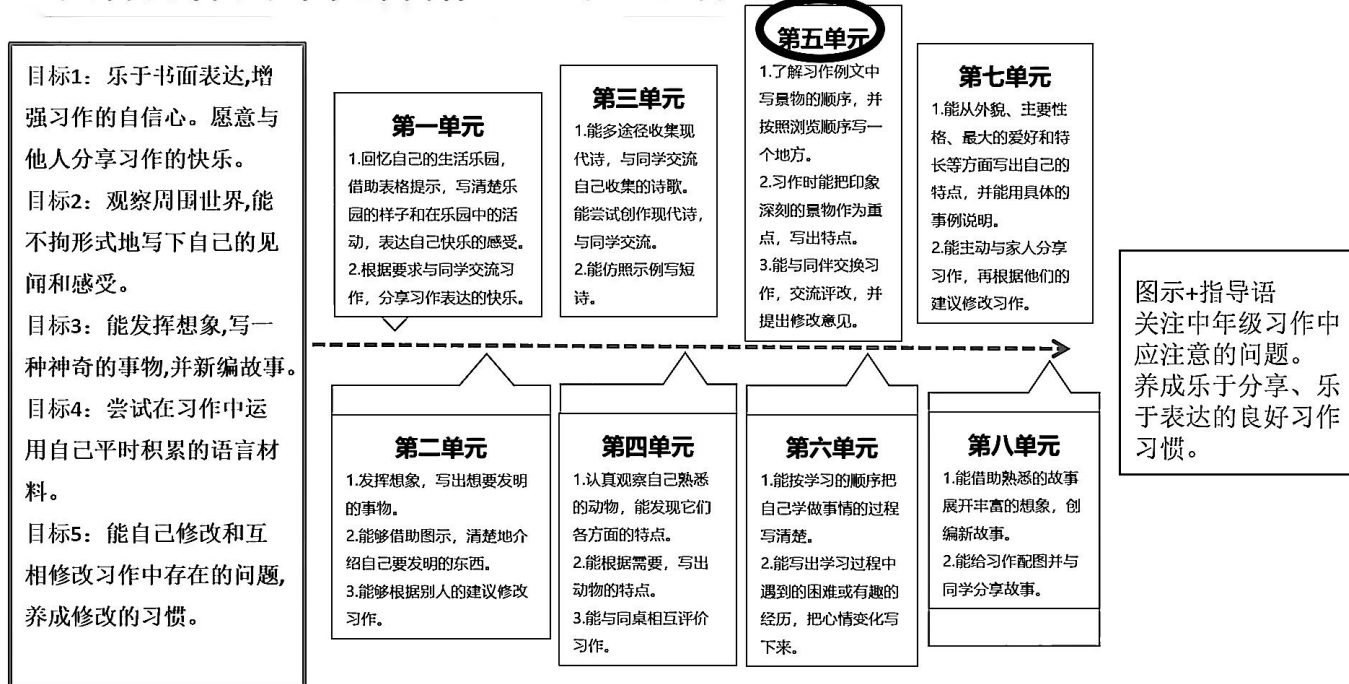 目标1：乐于书面表达,增
强习作的自信心。愿意与
他人分享习作的快乐。
目标2：观察周围世界,能
不拘形式地写下自己的见
闻和感受。
目标3：能发挥想象,写一
种神奇的事物,并新编故事。
目标4：尝试在习作中运
用自己平时积累的语言材
料。
目标5：能自己修改和互
相修改习作中存在的问题,
养成修改的习惯。
第一单元
1.回忆自己的生活乐园，
借助表格提示，写清楚乐
园的样子和在乐园中的活
动，表达自己快乐的感受。
2.根据要求与同学交流习
作，分享习作表达的快乐。
第三单元
1.能多途径收集现
代诗，与同学交流
自己收集的诗歌。
能尝试创作现代诗，
与同学交流。
2.能仿照示例写短
诗。
第五单元
1.了解习作例文中
写景物的顺序，并
按照浏览顺序写一
个地方。
2.习作时能把印象
深刻的景物作为重
点，写出特点。
3.能与同伴交换习
作，交流评改，并
提出修改意见。
第七单元
1.能从外貌、主要性
格、最大的爱好和特
长等方面写出自己的
特点，并能用具体的
事例说明。
2.能主动与家人分享
习作，再根据他们的
建议修改习作。
第二单元
1.发挥想象，写出想要发明
的事物。
2.能够借助图示，清楚地介
绍自己要发明的东西。
3.能够根据别人的建议修改
习作。
第四单元
1.认真观察自己熟悉
的动物，能发现它们
各方面的特点。
2.能根据需要，写出
动物的特点。
3.能与同桌相互评价
习作。
第六单元
1.能按学习的顺序把
自己学做事情的过程
写清楚。
2.能写出学习过程中
遇到的困难或有趣的
经历，把心情变化写
下来。
第八单元
1.能借助熟悉的故事
展开丰富的想象，创
编新故事。
2.能给习作配图并与
同学分享故事。
图示+指导语
关注中年级习作中
应注意的问题。
养成乐于分享、乐
于表达的良好习作
习惯。